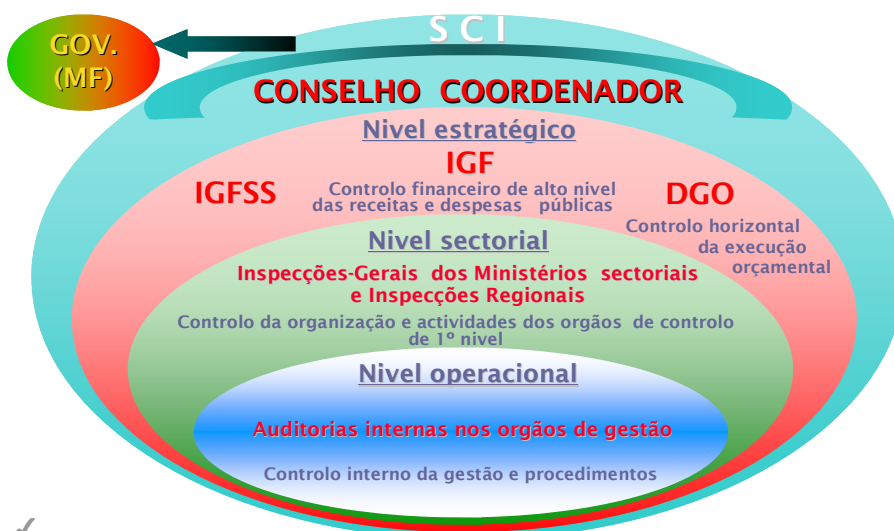 S C I
GOV.
(MF)
CONSELHO COORDENADOR
Nivel estratégico
IGF
IGFSS
Controlo financeiro de alto nivel
das receitas e despesas públicas
DGO
Controlo horizontal
da execução
orçamental
Nivel sectorial
Inspecções-Gerais dos Ministérios sectoriais
e Inspecções Regionais
Controlo da organização e actividades dos orgãos de controlo
de 1º nivel
Nivel operacional
Auditorias internas nos orgãos de gestão
Controlo interno da gestão e procedimentos